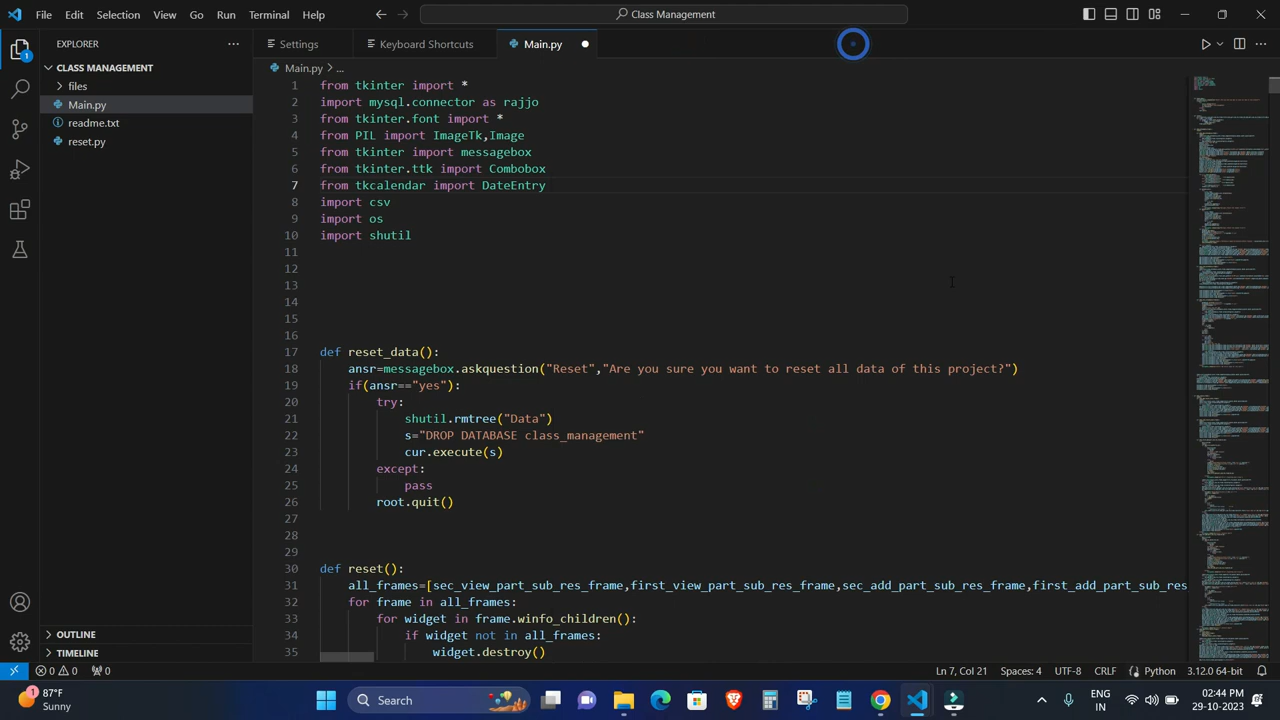 File Edit Selection View Go Run Terminal Help
Class Management
EXPLORER
Settings
Keyboard Shortcuts
Main.py
CLASS MANAGEMENT
files
Main.py
readme.txt
reset.py
Main.py > ...
1 from tkinter import *
2 import mysql.connector as rajjo
3 from tkinter.font import *
4 from PIL import ImageTk,Image
5 from tkinter import messagebox
6 from tkinter.ttk import Combobox
7 from tkcalendar import DateEntry
8 import csv
9 import os
10 import shutil
11
12
13
14
15
16
17 def reset_data():
18 ansr=messagebox.askquestion("Reset","Are you sure you want to reset all data of this project?")
19 if(ansr=="yes"):
20 try:
21 shutil.rmtree("Data")
22 s="DROP DATABASE class_management"
23 cur.execute(s)
24 except:
25 pass
26 root.quit()
27
28
29
30 def reset():
31
32 for frame in all_frames:
33 for widget in frame.winfo_children():
34 if widget not in all_frames:
35 widget.destroy()
OUTLINE
TIMELINE
0 0 0
Ln 7, Col 21 Spaces: 4 UTF-8 CRLF Python 3.12.0 64-bit
1
87°F
Sunny
Search
ENG
IN
02:44 PM
29-10-2023